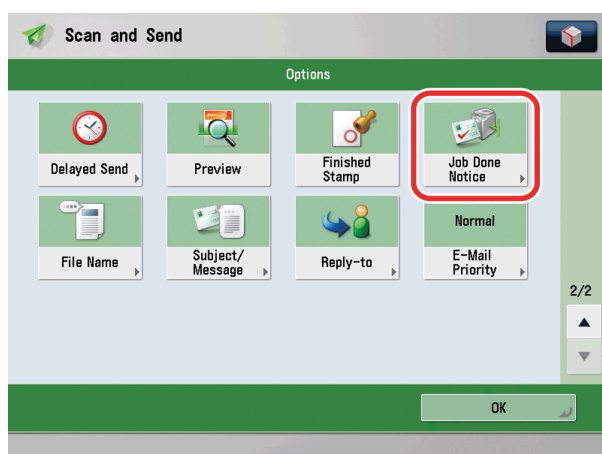 Scan and Send
Options
Delayed Send
Preview
Finished
Stamp
Job Done
Notice
File Name
Subject/
Message
Reply-to
Normal
E-Mail
Priority
2/2
OK